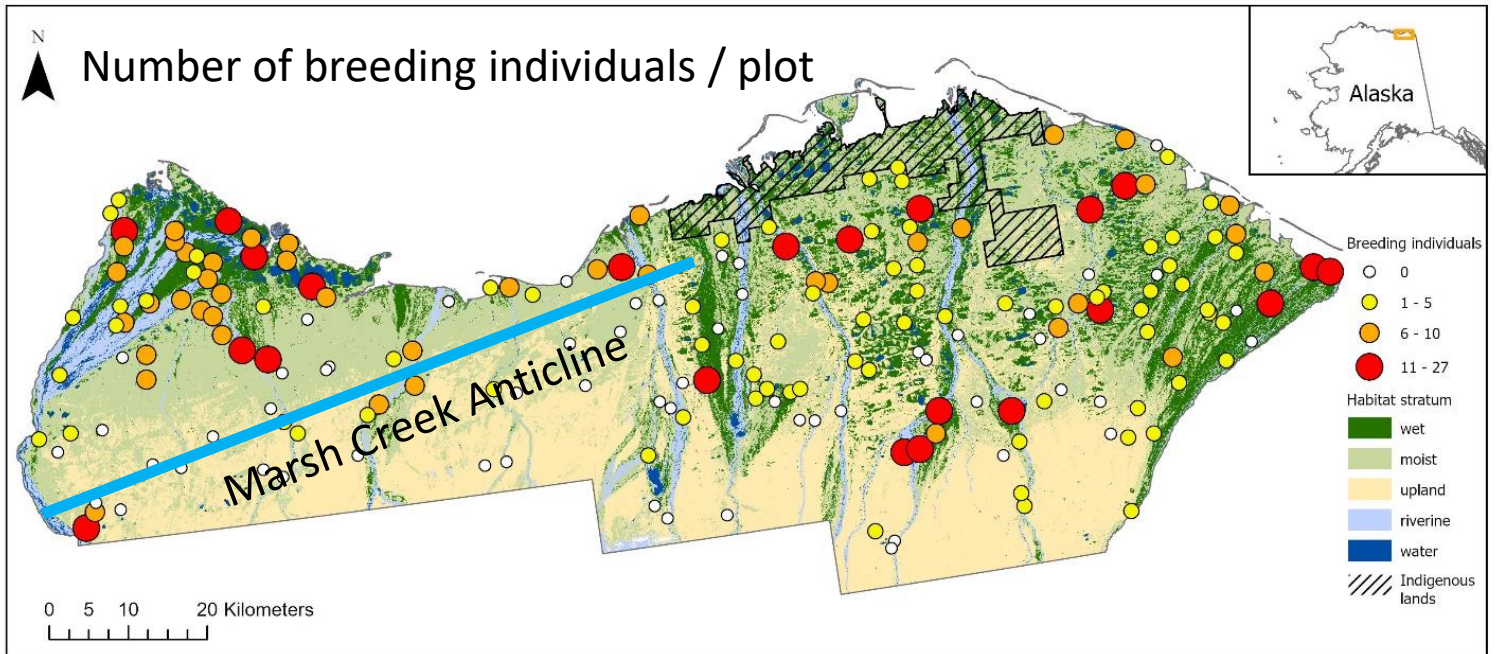 N
Number of breeding individuals / plot
Alaska
Marsh Creek Anticline
Breeding individuals
0
1 - 5
6 - 10
11 - 27
Habitat stratum
wet
moist
upland
riverine
water
Indigenous
lands
0 5 10 20 Kilometers